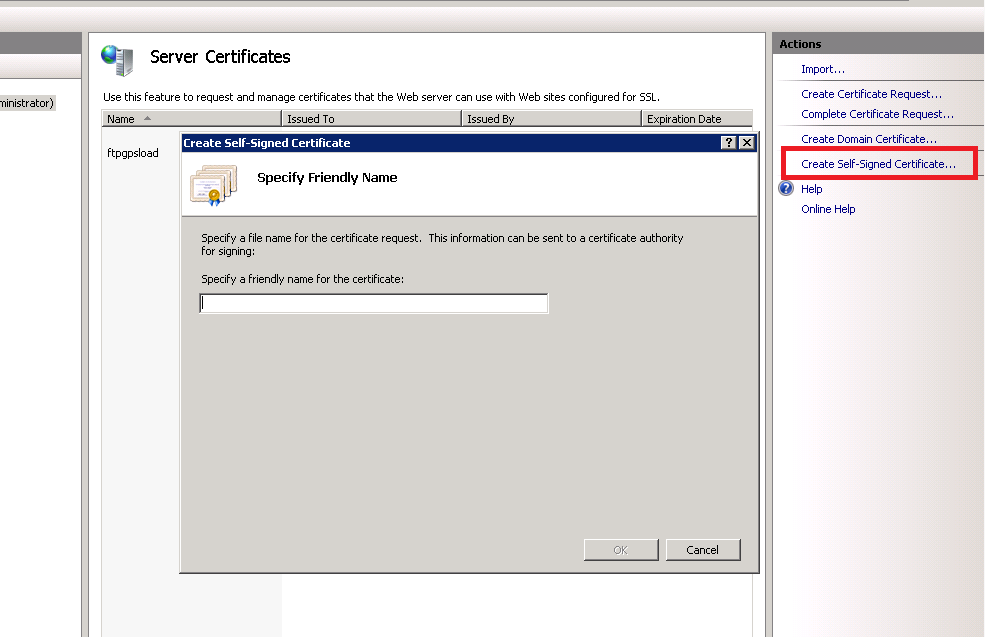 Server Certificates
Actions
Import...
ministrator)
Use this feature to request and manage certificates that the Web server can use with Web sites configured for SSL.
Create Certificate Request...
Complete Certificate Request...
Name
Issued To
Issued By
Expiration Date
Create Domain Certificate...
Create Self-Signed Certificate
ftpgpsload
Create Self-Signed Certificate...
Specify Friendly Name
Help
Online Help
Specify a file name for the certificate request. This information can be sent to a certificate authority
for signing:
Specify a friendly name for the certificate:
OK
Cancel